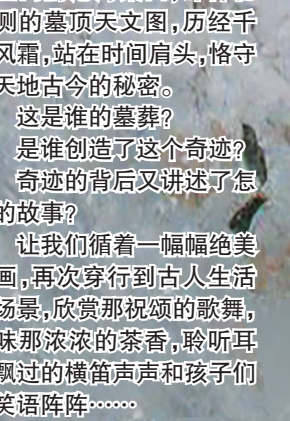 则的墓顶天文图,历经千
风霜,站在时间肩头,恪守
天地古今的秘密。
这是谁的墓葬?
是谁创造了这个奇迹?
奇迹的背后又讲述了怎
的故事?
让我们循着一幅幅绝美
画,再次穿行到古人生活
场景,欣赏那祝颂的歌舞,
味那浓浓的茶香,聆听耳
飘过的横笛声声和孩子们
笑语阵阵……